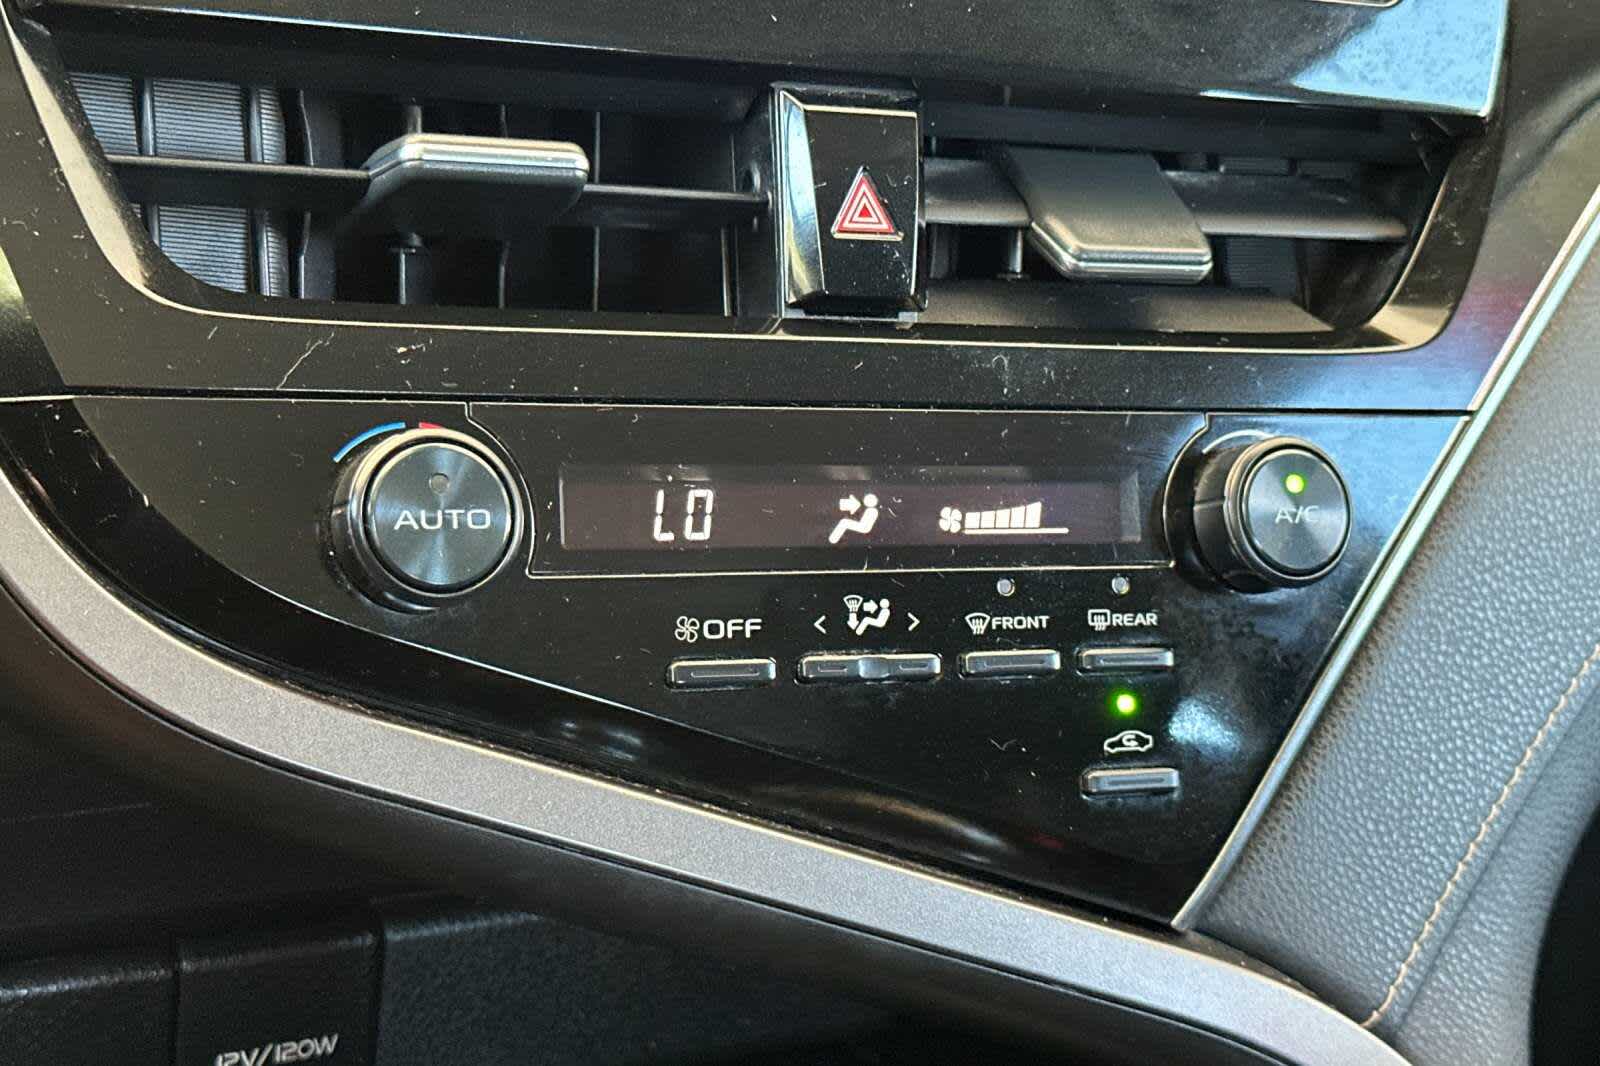 AUTO
LO
A/C
OFF
< >
FRONT
REAR
12V/120W